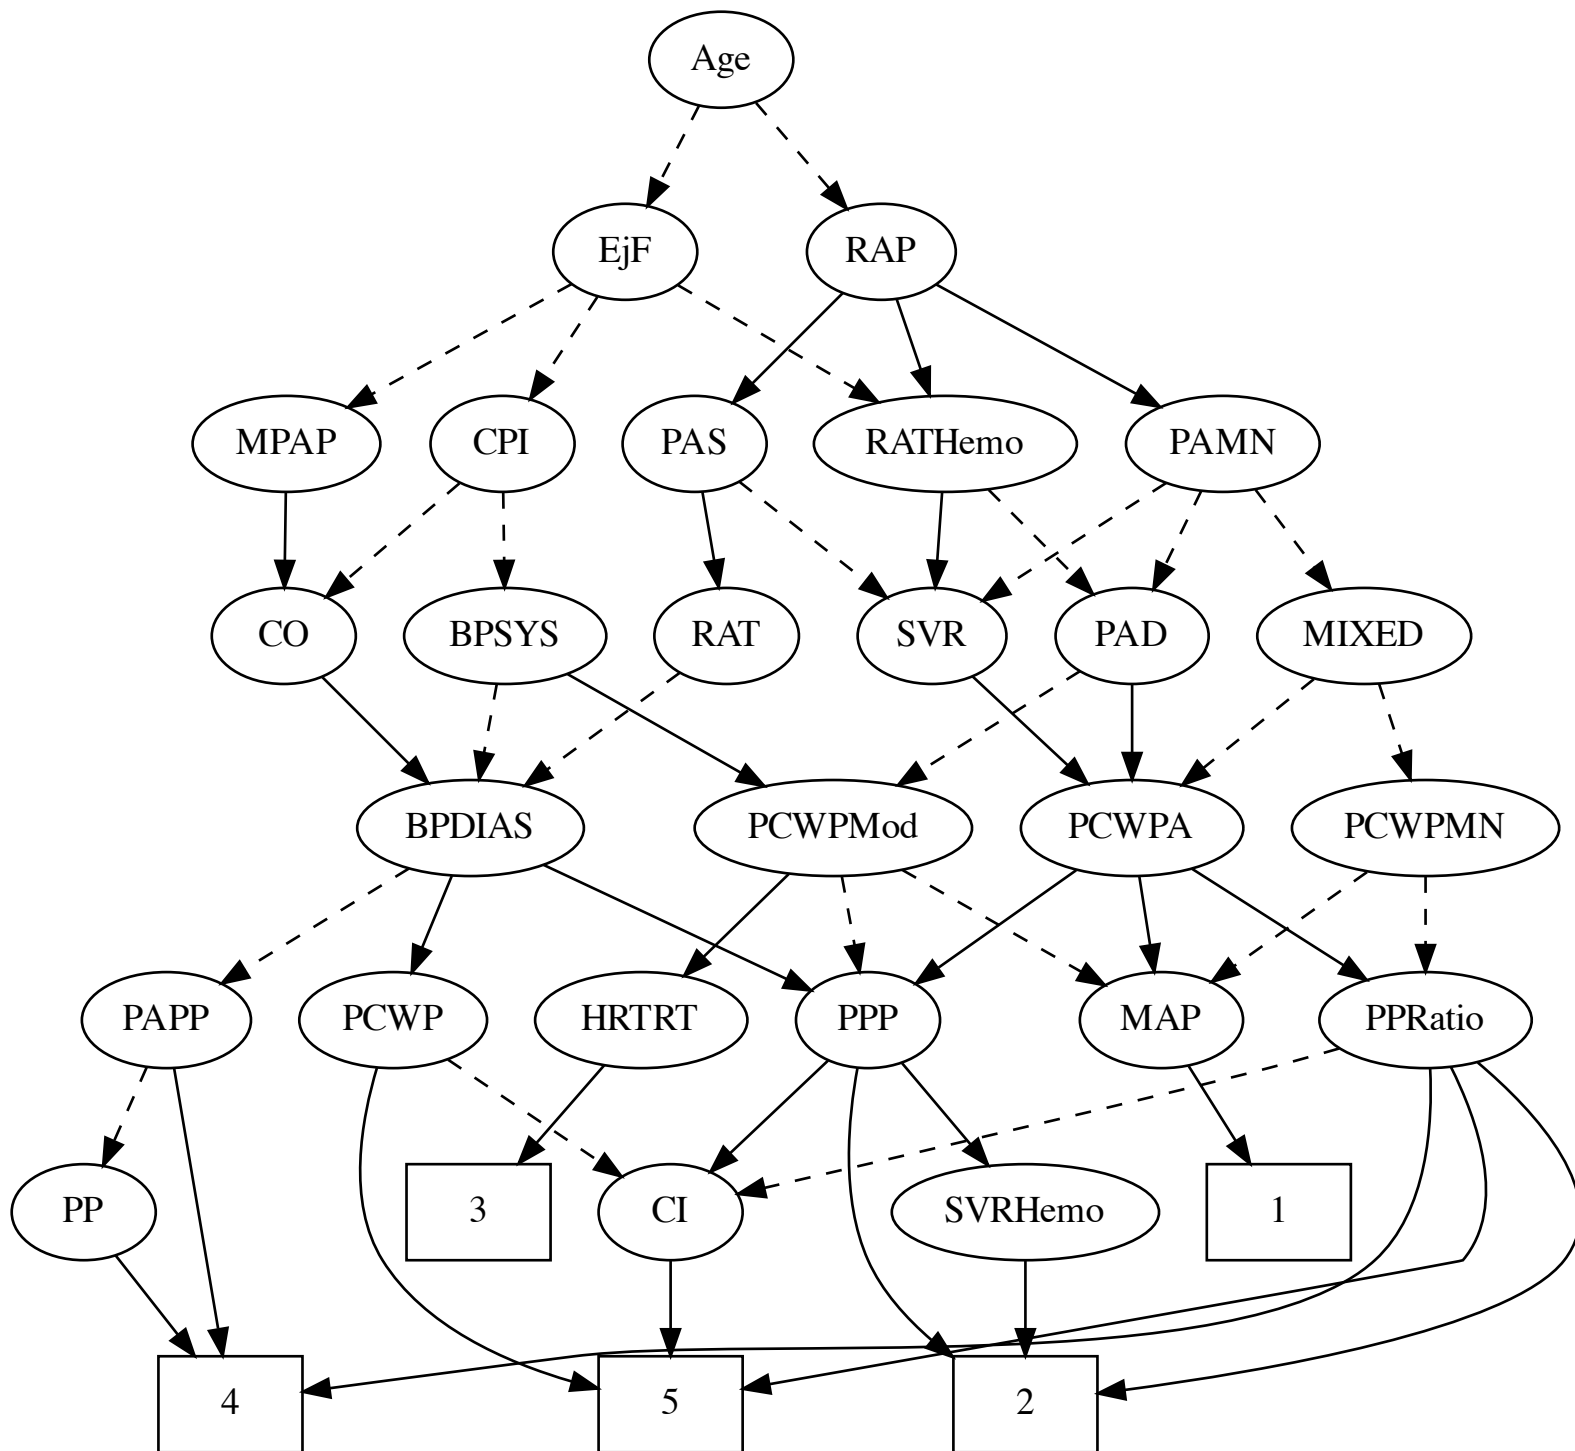 Age
EjF
RAP
MPAP
CPI
PAS
RATHemo
PAMN
CO
BPSYS
RAT
SVR
PAD
MIXED
BPDIAS
PCWPMod
PCWPA
PCWPMN
PAPP
PCWP
HRTRT
PPP
MAP
PPRatio
PP
3
CI
SVRHemo
1
4
5
2